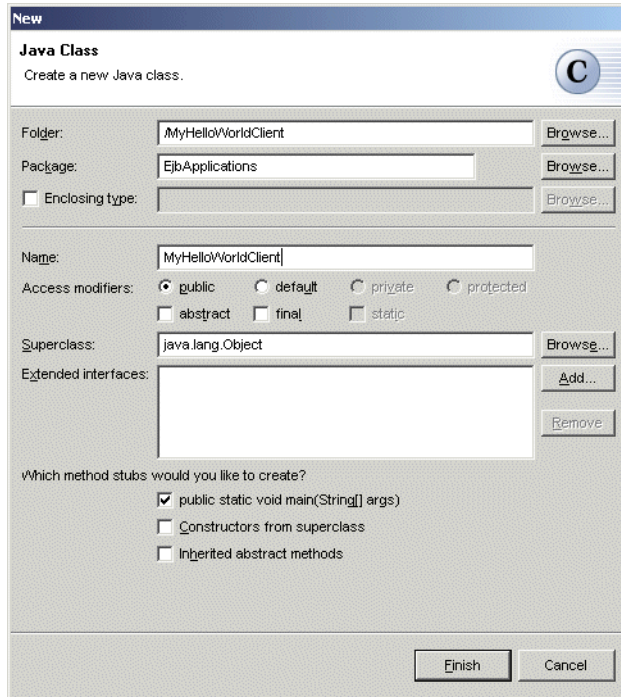 New
Java Class
Create a new Java class.
C
Folder: /MyHelloWorldClient Browse...
Package: EjbApplications Browse...
Enclosing type: Browse...
Name: MyHelloWorldClient
Access modifiers: public default private protected
abstract final static
Superclass: java.lang.Object Browse...
Extended interfaces: Add...
Remove
Which method stubs would you like to create?
public static void main(String[] args)
Constructors from superclass
Inherited abstract methods
Finish Cancel